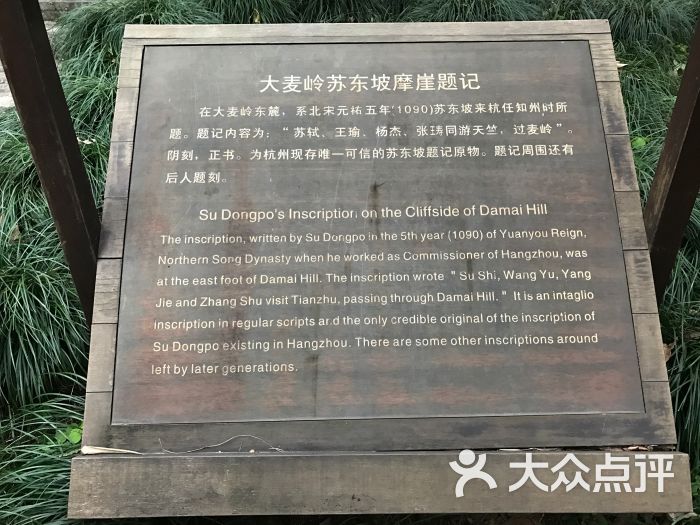 大麦岭苏东坡摩崖题记
在大麦岭东麓，系北宋元祐五年（1090）苏东坡来杭任知州时所
题。题记内容为：“苏轼、王瑜、杨杰、张璹同游天竺，过麦岭”。
阴刻，正书。为杭州现存唯一可信的苏东坡题记原物。题记周围还有
后人题刻。
Su Dongpo's Inscription on the Cliffside of Damai Hill
The inscription, written by Su Dongpo in the 5th year (1090) of Yuanyou Reign,
Northern Song Dynasty when he worked as Commissioner of Hangzhou, was
at the east foot of Damai Hill. The inscription wrote " Su Shi, Wang Yu, Yang
Jie and Zhang Shu visit Tianzhu, passing through Damai Hill. " It is an intaglio
inscription in regular scripts and the only credible original of the inscription of
Su Dongpo existing in Hangzhou. There are some other inscriptions around
left by later generations.
大众点评